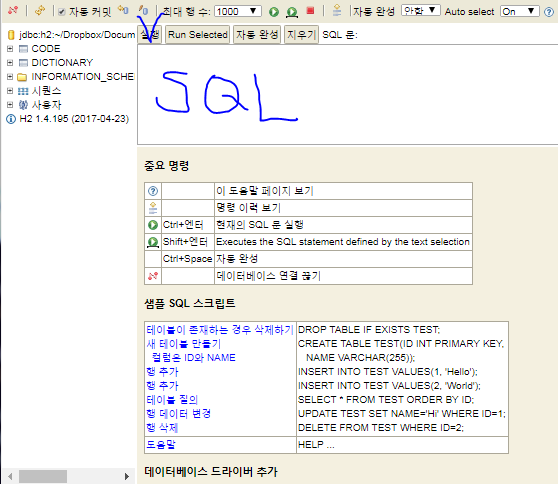 자동 커밋 최대 행 수: 1000 자동 완성 안함 Auto select On
실행 Run Selected 자동 완성 지우기 SQL 문:
jdbc:h2:~/Dropbox/Docum
CODE
DICTIONARY
INFORMATION_SCHE
시퀀스
사용자
H2 1.4.195 (2017-04-23)
SQL
중요 명령
이 도움말 페이지 보기
명령 이력 보기
Ctrl+엔터 현재의 SQL 문 실행
Shift+엔터 Executes the SQL statement defined by the text selection
Ctrl+Space 자동 완성
데이터베이스 연결 끊기
샘플 SQL 스크립트
테이블이 존재하는 경우 삭제하기 DROP TABLE IF EXISTS TEST;
새 테이블 만들기 CREATE TABLE TEST(ID INT PRIMARY KEY,
컬럼은 ID와 NAME NAME VARCHAR(255));
행 추가 INSERT INTO TEST VALUES(1, 'Hello');
행 추가 INSERT INTO TEST VALUES(2, 'World');
테이블 질의 SELECT * FROM TEST ORDER BY ID;
행 데이터 변경 UPDATE TEST SET NAME='Hi' WHERE ID=1;
행 삭제 DELETE FROM TEST WHERE ID=2;
도움말 HELP ...
데이터베이스 드라이버 추가